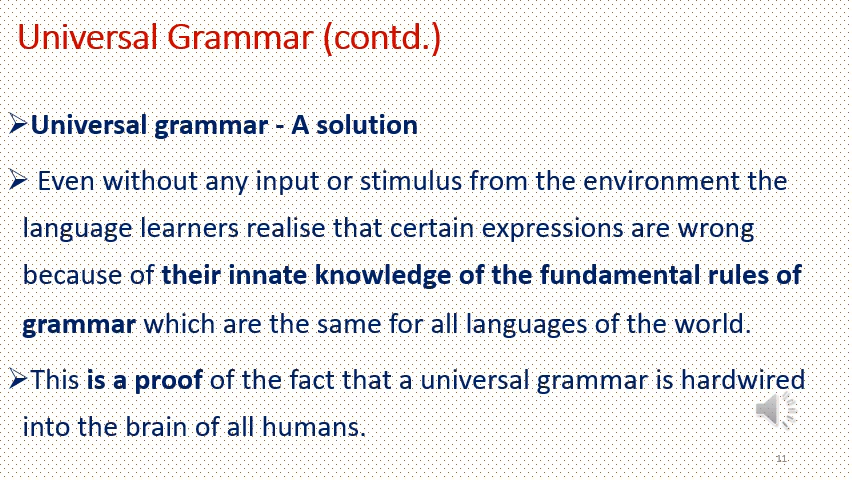 Universal Grammar (contd.)
➢Universal grammar - A solution
➢ Even without any input or stimulus from the environment the
language learners realise that certain expressions are wrong
because of their innate knowledge of the fundamental rules of
grammar which are the same for all languages of the world.
➢This is a proof of the fact that a universal grammar is hardwired
into the brain of all humans.
11